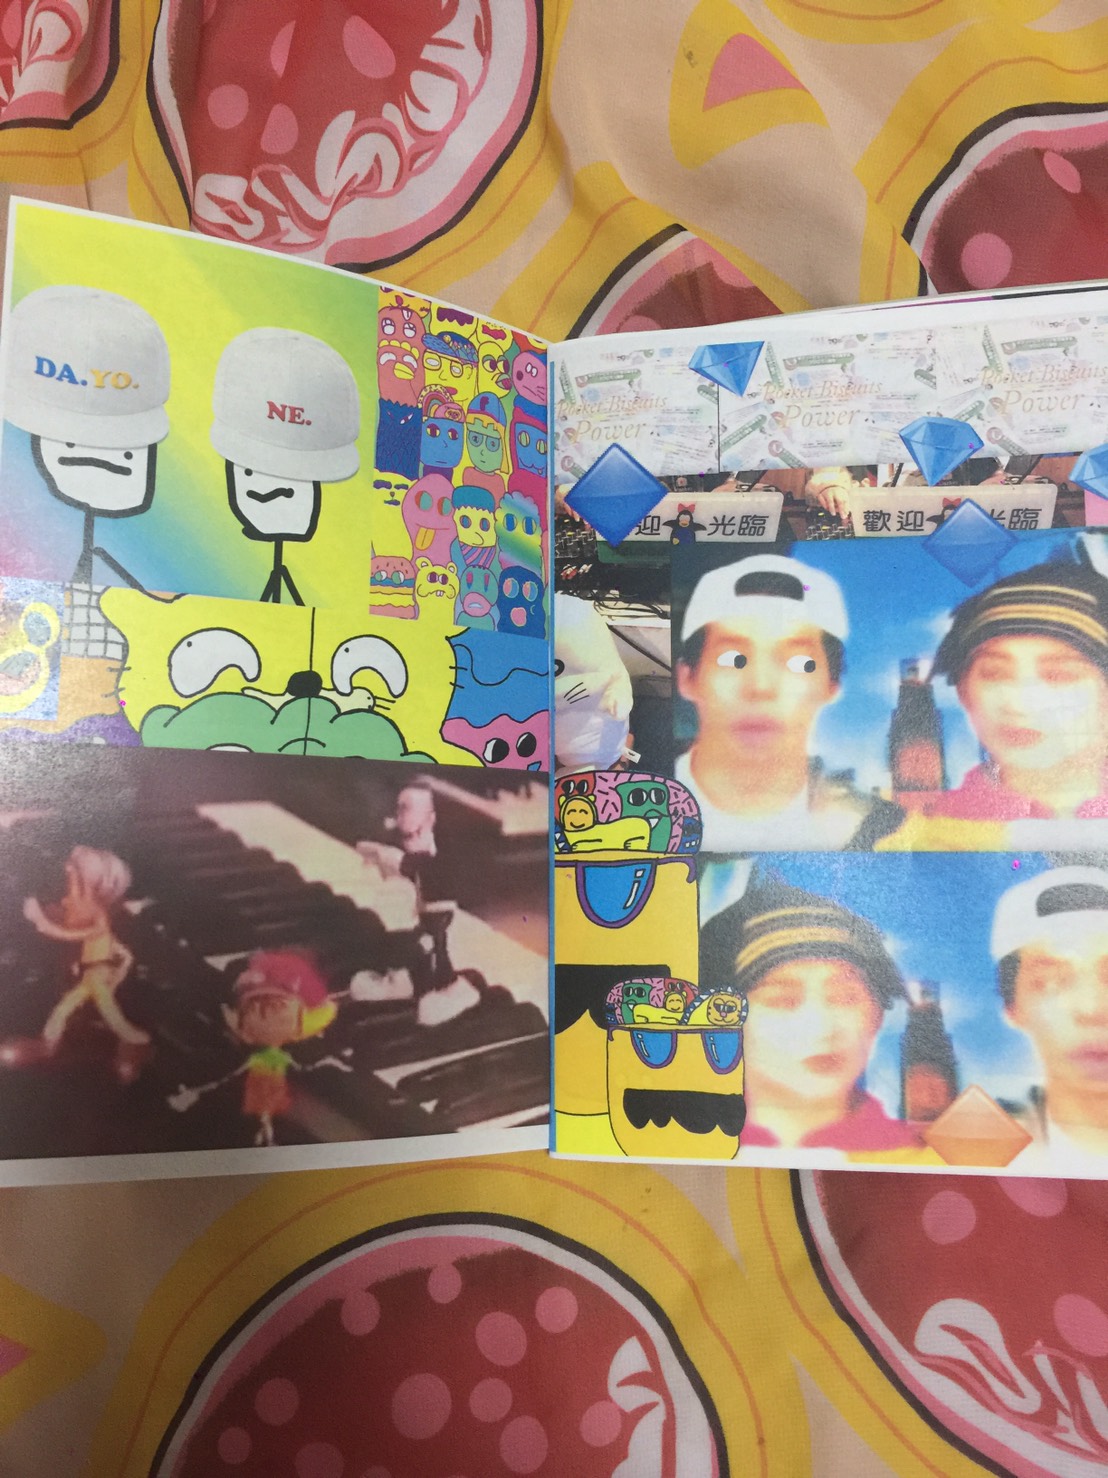 DA.YO.
NE.
Pocket Biscuits
Power
Pocket Biscuits
Power
Pocket Biscuits
Power
迎 光臨
歡迎 光臨